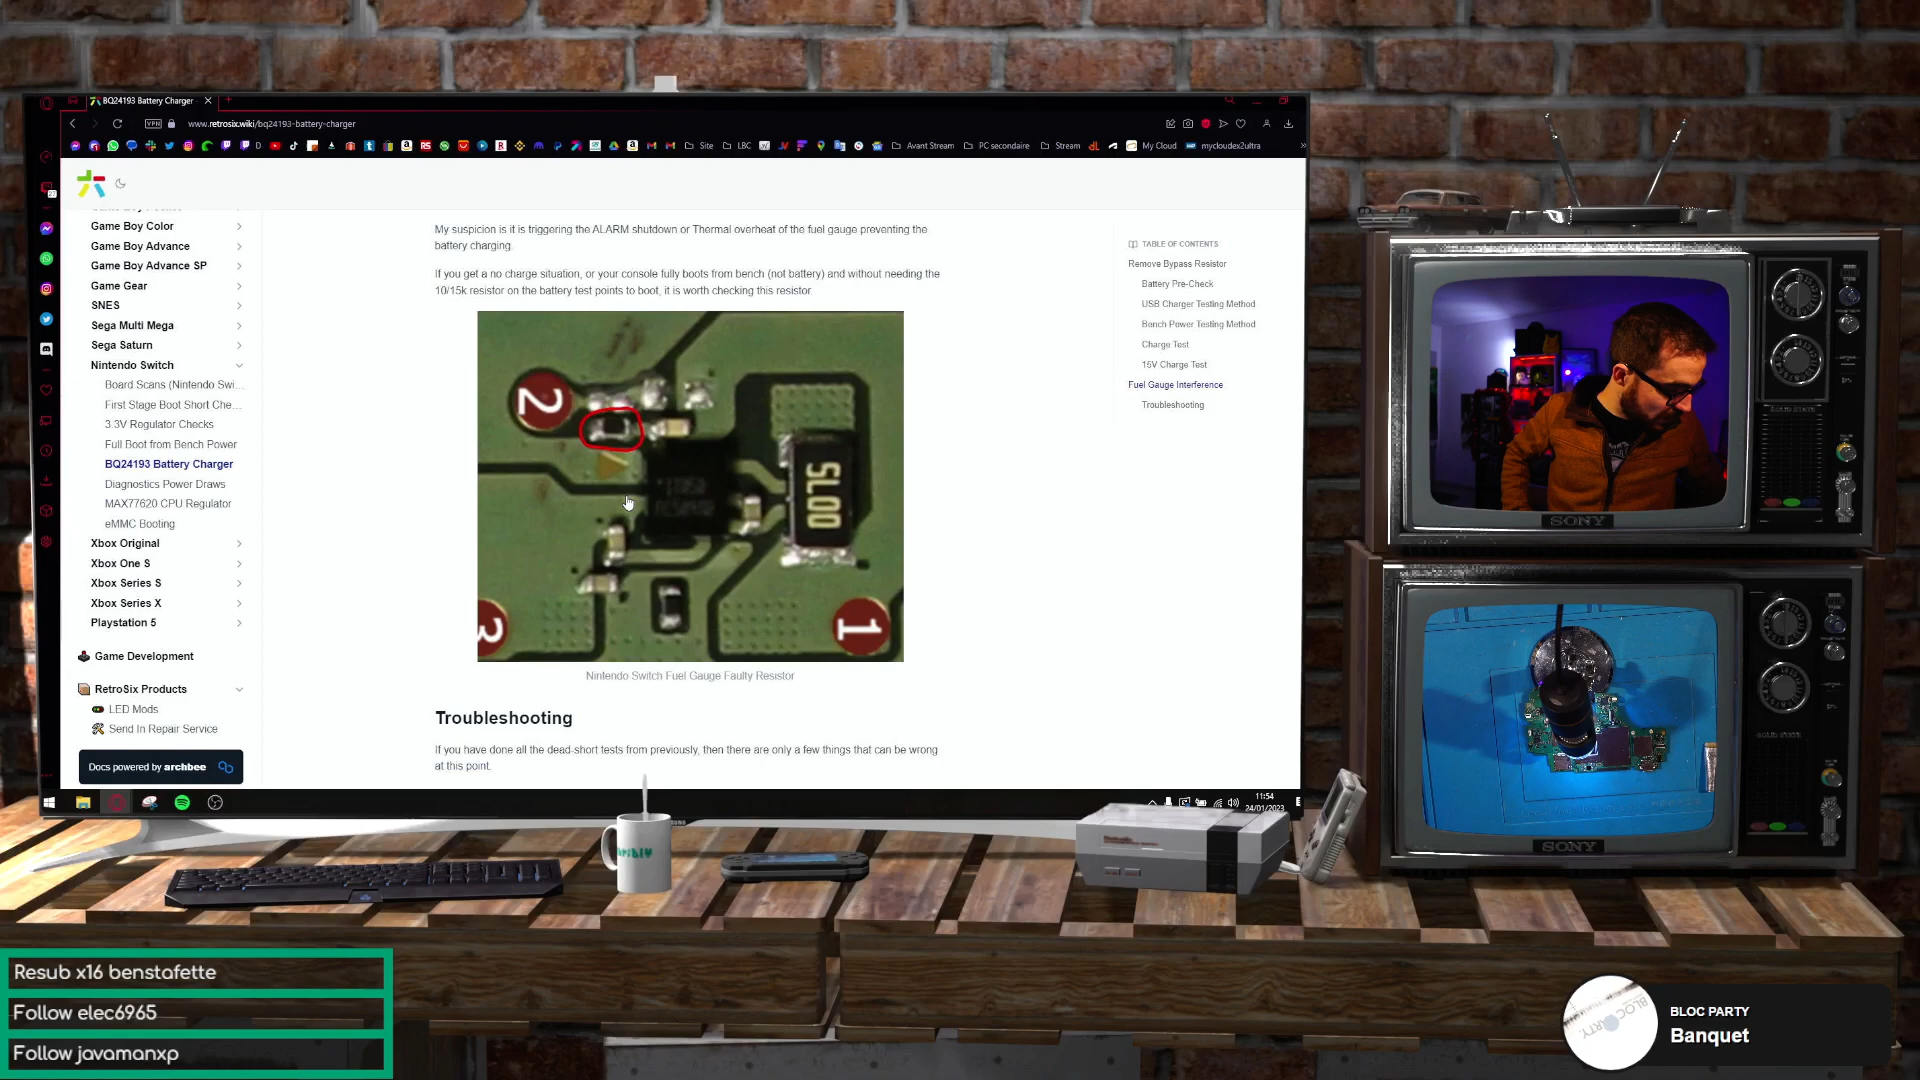 BQ24193 Battery Charger
VPN
www.retrosix.wiki/bq24193-battery-charger
Site
LBC
Avant Stream
PC secondaire
Stream
My Cloud
mycloudex2ultra
Game Boy Color
Game Boy Advance
Game Boy Advance SP
Game Gear
SNES
Sega Multi Mega
Sega Saturn
Nintendo Switch
Board Scans (Nintendo Swi...
First Stage Boot Short Che...
3.3V Regulator Checks
Full Boot from Bench Power
BQ24193 Battery Charger
Diagnostics Power Draws
MAX77620 CPU Regulator
eMMC Booting
Xbox Original
Xbox One S
Xbox Series S
Xbox Series X
Playstation 5
Game Development
RetroSix Products
LED Mods
Send In Repair Service
Docs powered by archbee
My suspicion is it is triggering the ALARM shutdown or Thermal overheat of the fuel gauge preventing the
battery charging.
If you get a no charge situation, or your console fully boots from bench (not battery) and without needing the
10/15k resistor on the battery test points to boot, it is worth checking this resistor.
2
SL00
3
1
Nintendo Switch Fuel Gauge Faulty Resistor
Troubleshooting
If you have done all the dead-short tests from previously, then there are only a few things that can be wrong
at this point.
TABLE OF CONTENTS
Remove Bypass Resistor
Battery Pre-Check
USB Charger Testing Method
Bench Power Testing Method
Charge Test
15V Charge Test
Fuel Gauge Interference
Troubleshooting
11:54
24/01/2023
SONY
SONY
Resub x16 benstafette
Follow elec6965
Follow javamanxp
BLOC PARTY
BLOC PARTY
Banquet